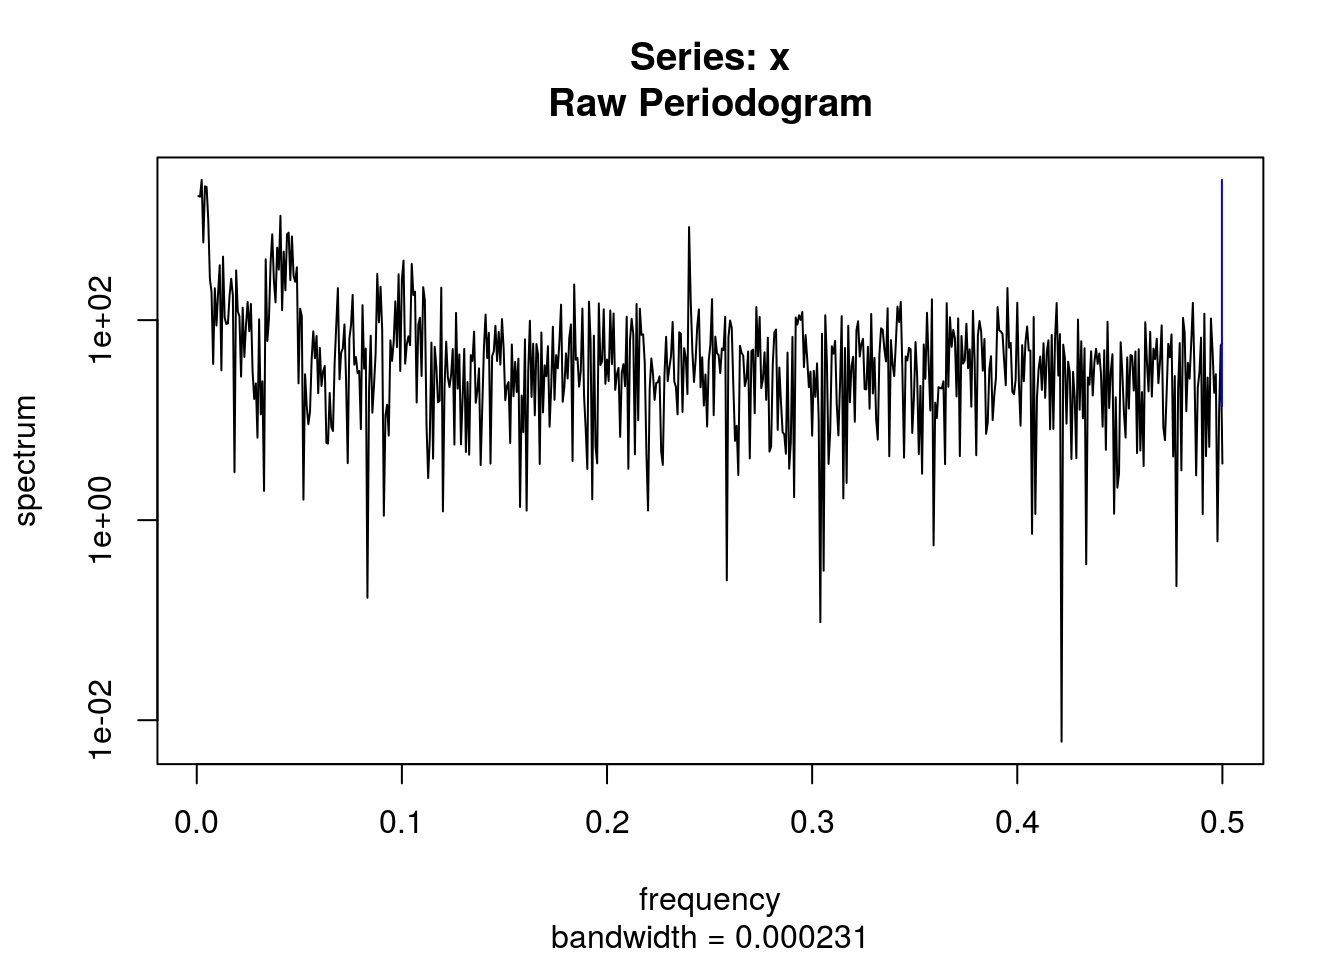 Series: x
Raw Periodogram
spectrum
1e+02
1e+00
1e-02
0.0 0.1 0.2 0.3 0.4 0.5
frequency
bandwidth = 0.000231